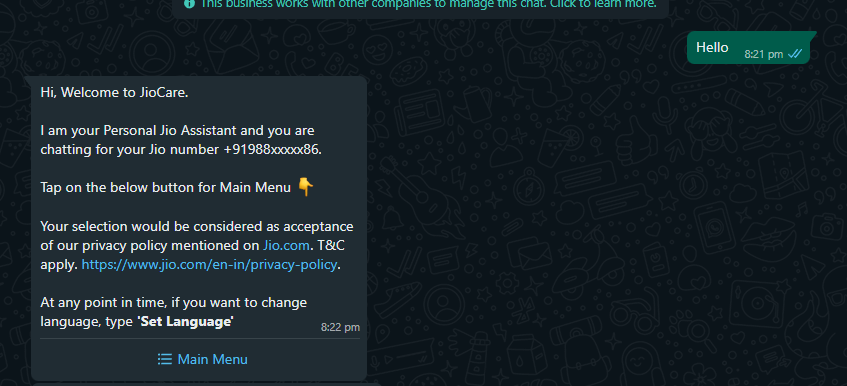 This business works with other companies to manage this chat. Click to learn more.
Hello
8:21 pm
Hi, Welcome to JioCare.
I am your Personal Jio Assistant and you are
chatting for your Jio number +91988xxxxx86.
Tap on the below button for Main Menu 👇
Your selection would be considered as acceptance
of our privacy policy mentioned on Jio.com. T&C
apply. https://www.jio.com/en-in/privacy-policy.
At any point in time, if you want to change
language, type 'Set Language'
8:22 pm
Main Menu